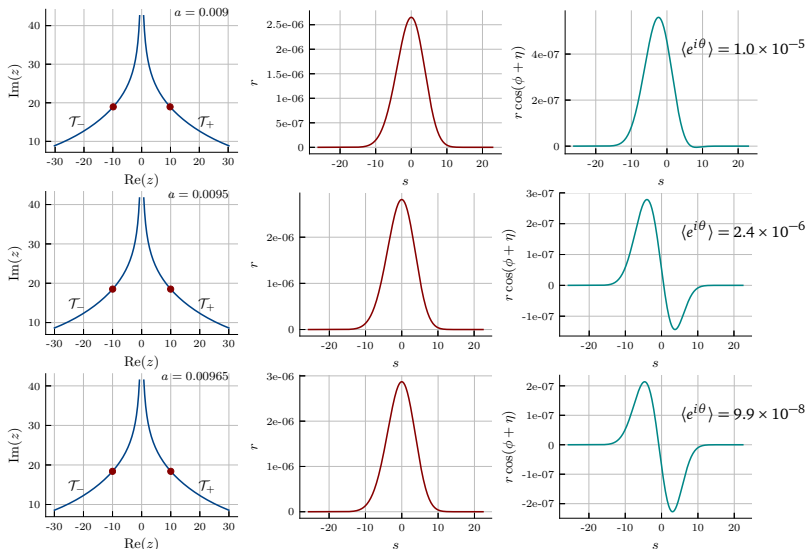 a = 0.009
Im(z)
40
30
20
10
T₋
T₊
-30 -20 -10 0 10 20 30
Re(z)
r
2.5e-06
2e-06
1.5e-06
1e-06
5e-07
0
-20 -10 0 10 20
s
r cos(ϕ + η)
4e-07
2e-07
0
⟨e^{iθ}⟩ = 1.0 × 10⁻⁵
-20 -10 0 10 20
s
a = 0.0095
Im(z)
40
30
20
10
T₋
T₊
-30 -20 -10 0 10 20 30
Re(z)
r
2e-06
1e-06
0
-20 -10 0 10 20
s
r cos(ϕ + η)
3e-07
2e-07
1e-07
0
-1e-07
⟨e^{iθ}⟩ = 2.4 × 10⁻⁶
-20 -10 0 10 20
s
a = 0.00965
Im(z)
40
30
20
10
T₋
T₊
-30 -20 -10 0 10 20 30
Re(z)
r
3e-06
2e-06
1e-06
0
-20 -10 0 10 20
s
r cos(ϕ + η)
2e-07
1e-07
0
-1e-07
-2e-07
⟨e^{iθ}⟩ = 9.9 × 10⁻⁸
-20 -10 0 10 20
s